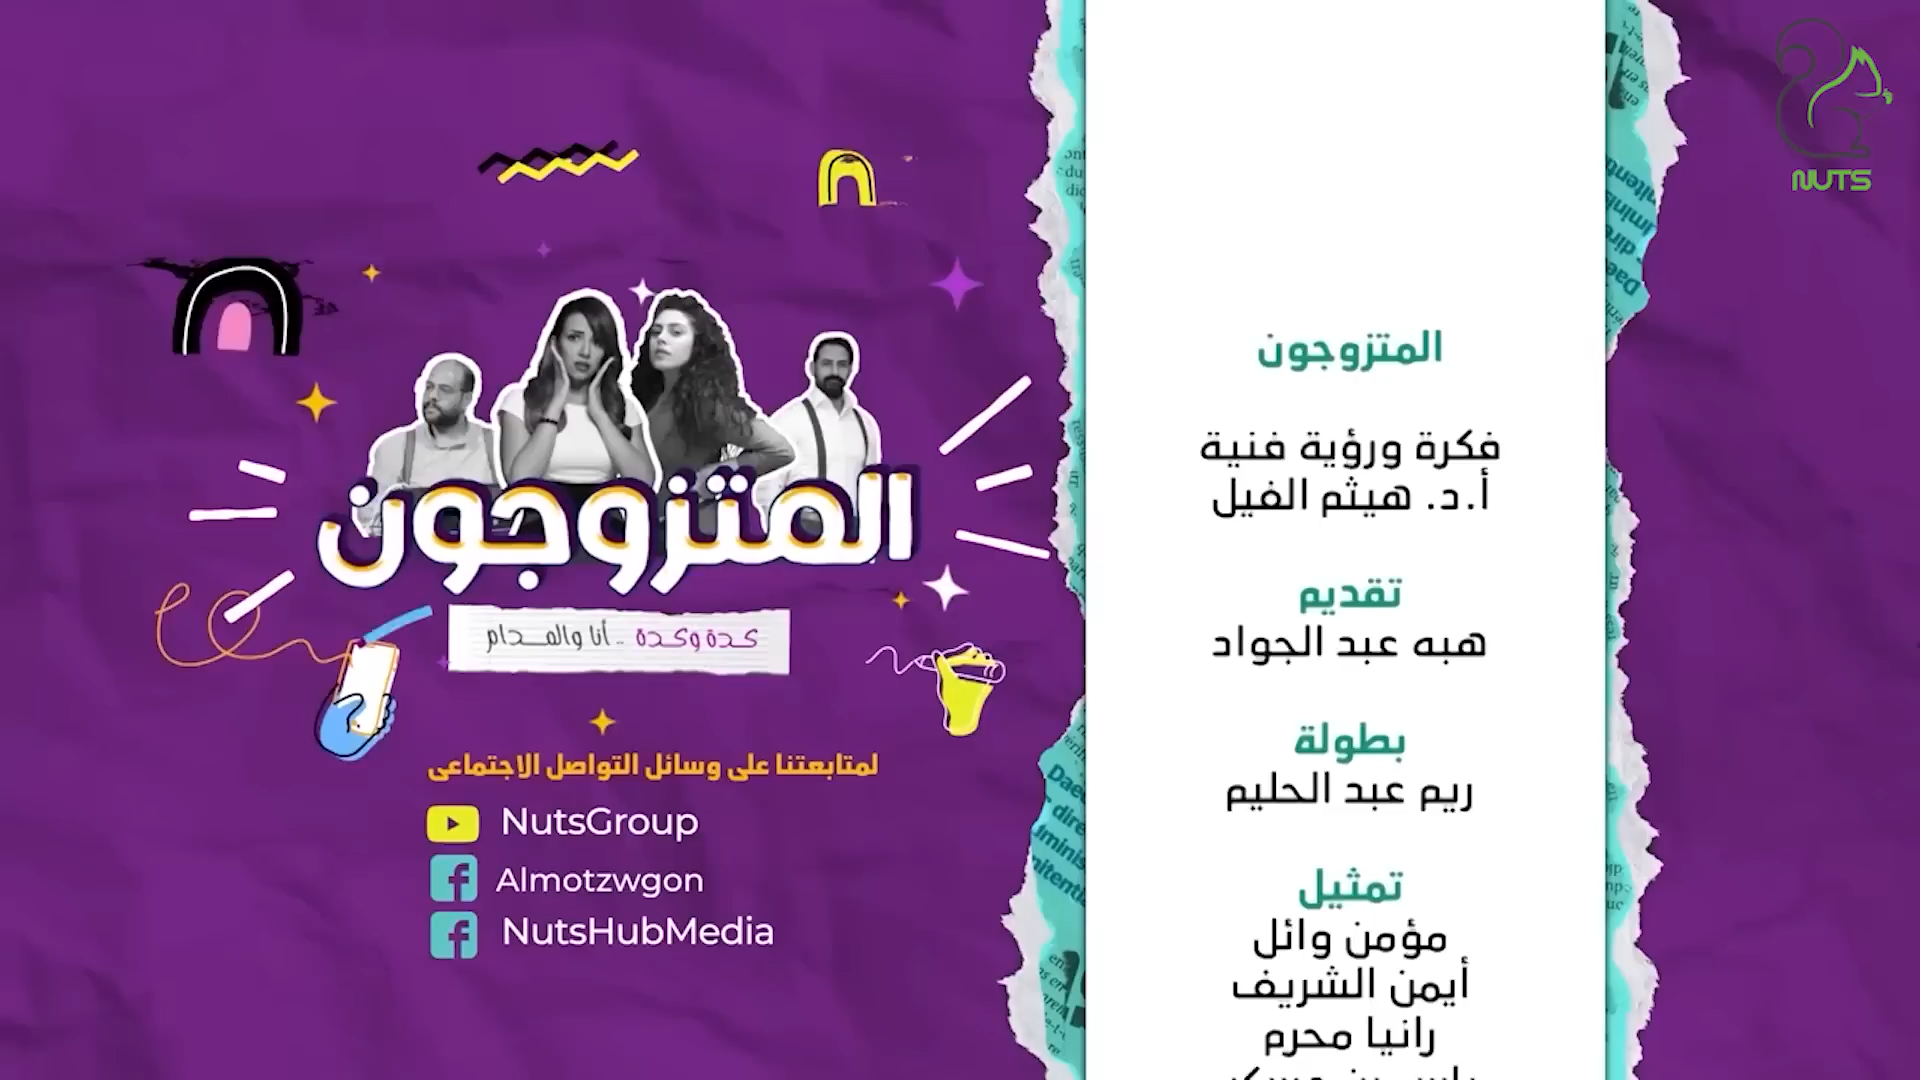 NUTS
المتزوجون
كدة وكدة .. أنا والمدام
لمتابعتنا على وسائل التواصل الاجتماعى
NutsGroup
Almotzwgon
NutsHubMedia
المتزوجون
فكرة ورؤية فنية
أ.د. هيثم الفيل
تقديم
هبه عبد الجواد
بطولة
ريم عبد الحليم
تمثيل
مؤمن وائل
أيمن الشريف
رانيا محرم